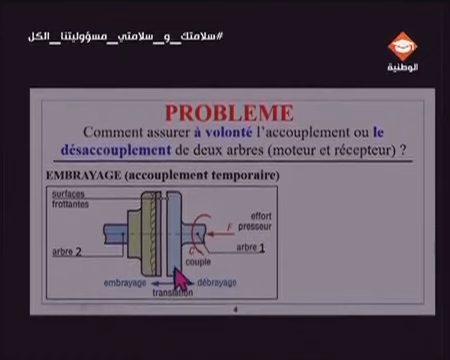 #سلامتك_و_سلامتي_مسؤوليتنا_الكل
الوطنية
PROBLEME
Comment assurer à volonté l'accouplement ou le
désaccouplement de deux arbres (moteur et récepteur) ?
EMBRAYAGE (accouplement temporaire)
surfaces
frottantes
effort
presseur
F
arbre 2
arbre 1
couple
embrayage
débrayage
translation
4